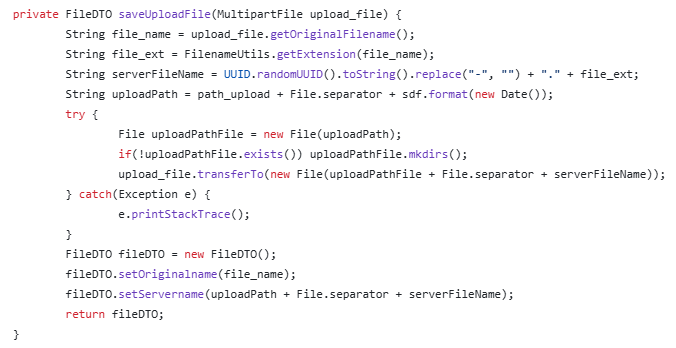 private FileDTO saveUploadFile(MultipartFile upload_file) {
        String file_name = upload_file.getOriginalFilename();
        String file_ext = FilenameUtils.getExtension(file_name);
        String serverFileName = UUID.randomUUID().toString().replace("-", "") + "." + file_ext;
        String uploadPath = path_upload + File.separator + sdf.format(new Date());
        try {
                File uploadPathFile = new File(uploadPath);
                if(!uploadPathFile.exists()) uploadPathFile.mkdirs();
                upload_file.transferTo(new File(uploadPathFile + File.separator + serverFileName));
        } catch(Exception e) {
                e.printStackTrace();
        }
        FileDTO fileDTO = new FileDTO();
        fileDTO.setOriginalname(file_name);
        fileDTO.setServername(uploadPath + File.separator + serverFileName);
        return fileDTO;
}